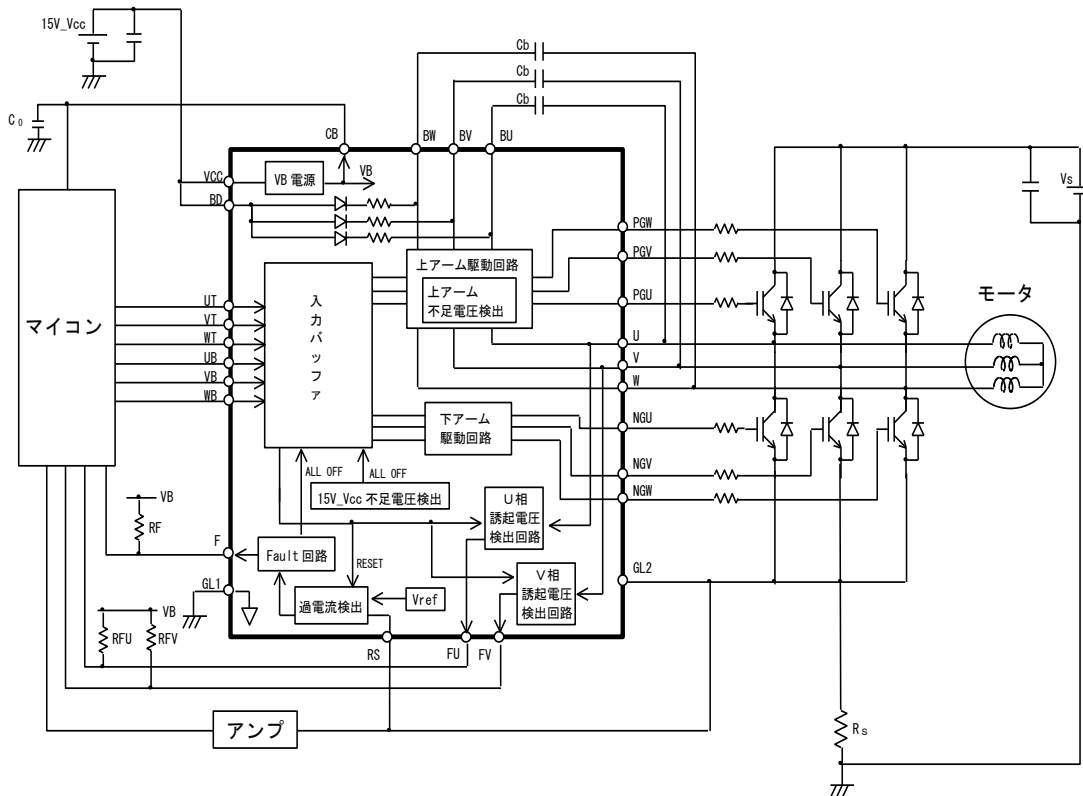 15V_Vcc
C₀
Cb
Cb
Cb
CB
BW
BV
BU
VCC
BD
VB 電源
VB
Vs
PGW
PGV
PGU
上アーム駆動回路
上アーム
不足電圧検出
入力バッファ
マイコン
UT
VT
WT
UB
VB
WB
U
V
W
モータ
下アーム
駆動回路
NGU
NGV
NGW
ALL OFF
ALL OFF
15V_Vcc 不足電圧検出
U相
誘起電圧
検出回路
V相
誘起電圧
検出回路
VB
RF
F
Fault 回路
RESET
GL1
GL2
過電流検出
Vref
VB
RFU
RFV
RS
FU
FV
アンプ
Rs